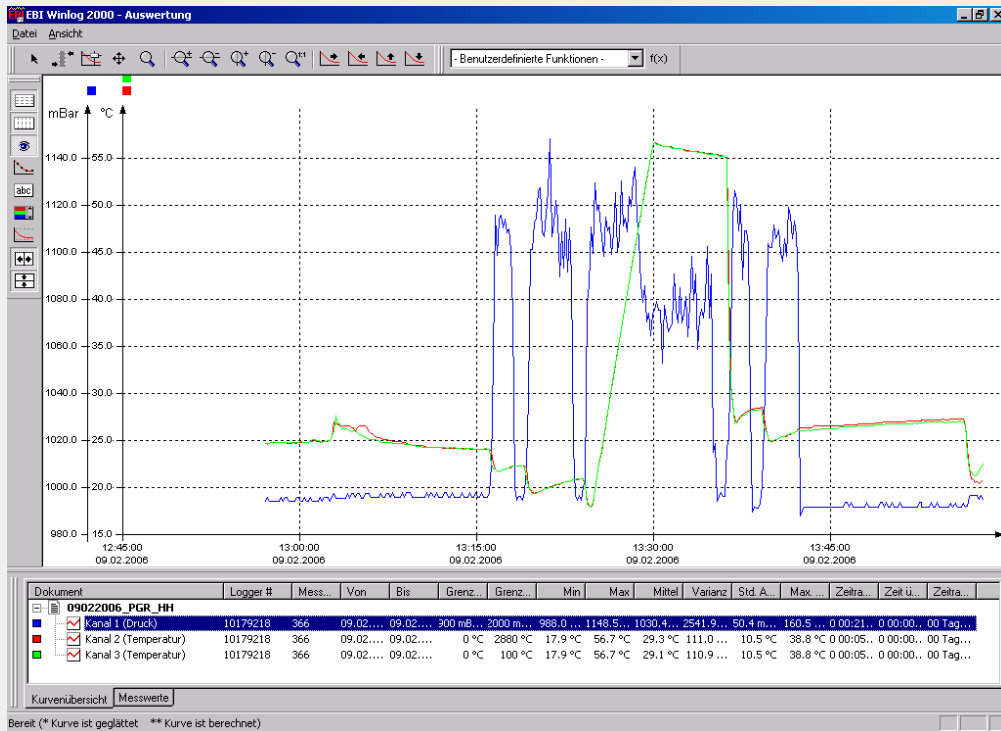 EBI EBI Winlog 2000 - Auswertung
Datei Ansicht
- Benutzerdefinierte Funktionen - f(x)
mBar °C
abc
1140.0 55.0
1120.0 50.0
1100.0 45.0
1080.0 40.0
1060.0 35.0
1040.0 30.0
1020.0 25.0
1000.0 20.0
980.0 15.0
12:45:00 13:00:00 13:15:00 13:30:00 13:45:00
09.02.2006 09.02.2006 09.02.2006 09.02.2006 09.02.2006
Dokument Logger # Mess... Von Bis Grenz... Grenz... Min Max Mittel Varianz Std. A... Max. ... Zeitra... Zeit ü... Zeitra...
09022006_PGR_HH
Kanal 1 (Druck) 10179218 366 09.02.... 09.02.... 900 mB... 2000 m... 988.0 ... 1148.5... 1030.4 ... 2541.9... 50.4 m... 160.5 ... 0 00:21... 0 00:00... 00 Tag...
Kanal 2 (Temperatur) 10179218 366 09.02.... 09.02.... 0 °C 2880 °C 17.9 °C 56.7 °C 29.3 °C 111.0 ... 10.5 °C 38.8 °C 0 00:05... 0 00:00... 00 Tag...
Kanal 3 (Temperatur) 10179218 366 09.02.... 09.02.... 0 °C 100 °C 17.9 °C 56.7 °C 29.1 °C 110.9 ... 10.5 °C 38.8 °C 0 00:05... 0 00:00... 00 Tag...
Kurvenübersicht Messwerte
Bereit (* Kurve ist geglättet ** Kurve ist berechnet)